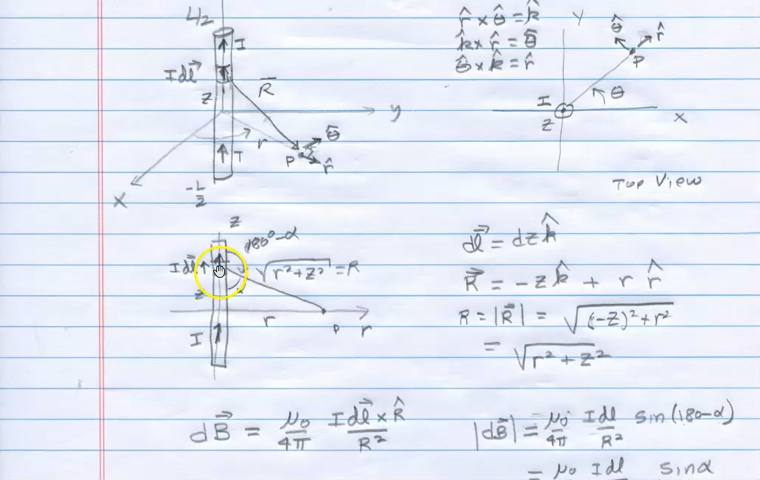 L/2
I
Idl⃗
R⃗
z
y
r
θ̂
P
r̂
I
x
-L/2
r̂ × θ̂ = k̂
k̂ × r̂ = θ̂
θ̂ × k̂ = r̂
y
θ̂
r̂
P
I
θ
z
x
Top View
z
180°-α
Idl⃗
√(r²+z²) = R
z
α
r
P
r
I
dl⃗ = dz k̂
R⃗ = -z k̂ + r r̂
R = |R⃗| = √((-z)²+r²)
= √(r²+z²)
dB⃗ = μ₀/4π Idl⃗×R̂/R²
|dB⃗| = μ₀/4π Idl/R² sin(180-α)
= μ₀ Idl sinα